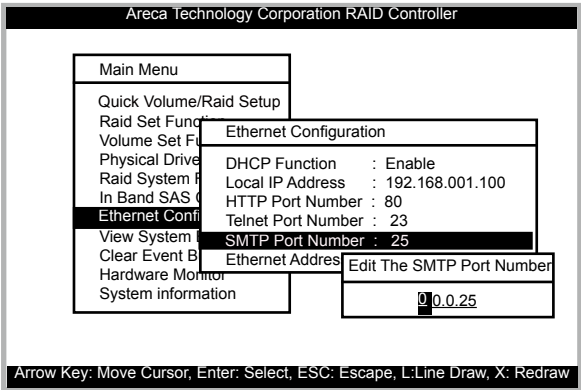 Areca Technology Corporation RAID Controller
Main Menu
Quick Volume/Raid Setup
Raid Set Function
Volume Set Fu
Physical Drive
Raid System F
In Band SAS
Ethernet Confi
View System
Clear Event B
Hardware Monitor
System information
Ethernet Configuration
DHCP Function : Enable
Local IP Address : 192.168.001.100
HTTP Port Number : 80
Telnet Port Number : 23
SMTP Port Number : 25
Ethernet Addres
Edit The SMTP Port Number
0.0.0.25
Arrow Key: Move Cursor, Enter: Select, ESC: Escape, L:Line Draw, X: Redraw